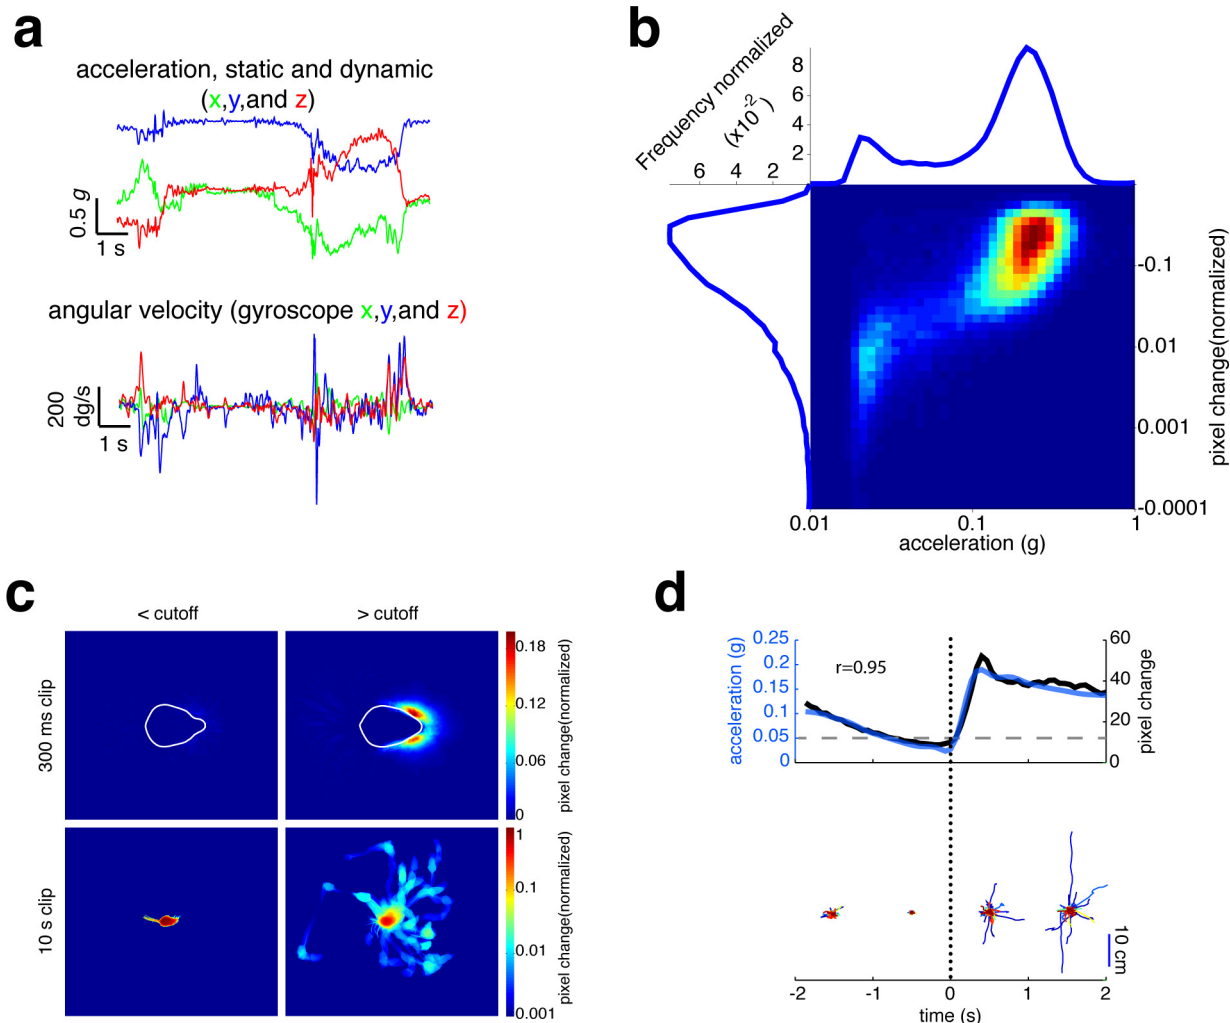 a
acceleration, static and dynamic
(x,y,and z)
0.5 g
1 s
angular velocity (gyroscope x,y,and z)
200
dg/s
1 s
b
Frequency normalized
(x10-2)
8
6
4
2
6 4 2
-0.1
0.01
0.001
-0.0001
pixel change(normalized)
0.01 0.1 1
acceleration (g)
c
< cutoff > cutoff
300 ms clip
0.18
0.12
0.06
0
pixel change(normalized)
10 s clip
1
0.1
0.01
0.001
pixel change(normalized)
d
acceleration (g)
0.25
0.2
0.15
0.1
0.05
0
r=0.95
60
40
20
0
pixel change
10 cm
-2 -1 0 1 2
time (s)